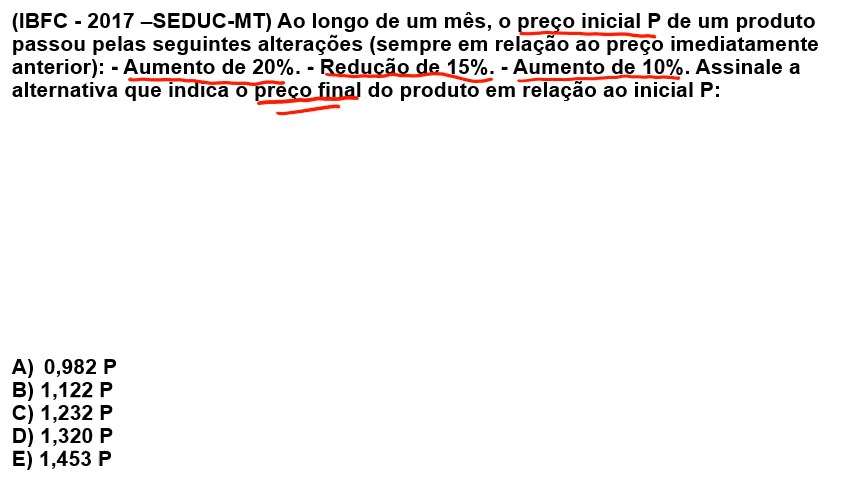 (IBFC - 2017 –SEDUC-MT) Ao longo de um mês, o preço inicial P de um produto
passou pelas seguintes alterações (sempre em relação ao preço imediatamente
anterior): - Aumento de 20%. - Redução de 15%. - Aumento de 10%. Assinale a
alternativa que indica o preço final do produto em relação ao inicial P:
A) 0,982 P
B) 1,122 P
C) 1,232 P
D) 1,320 P
E) 1,453 P